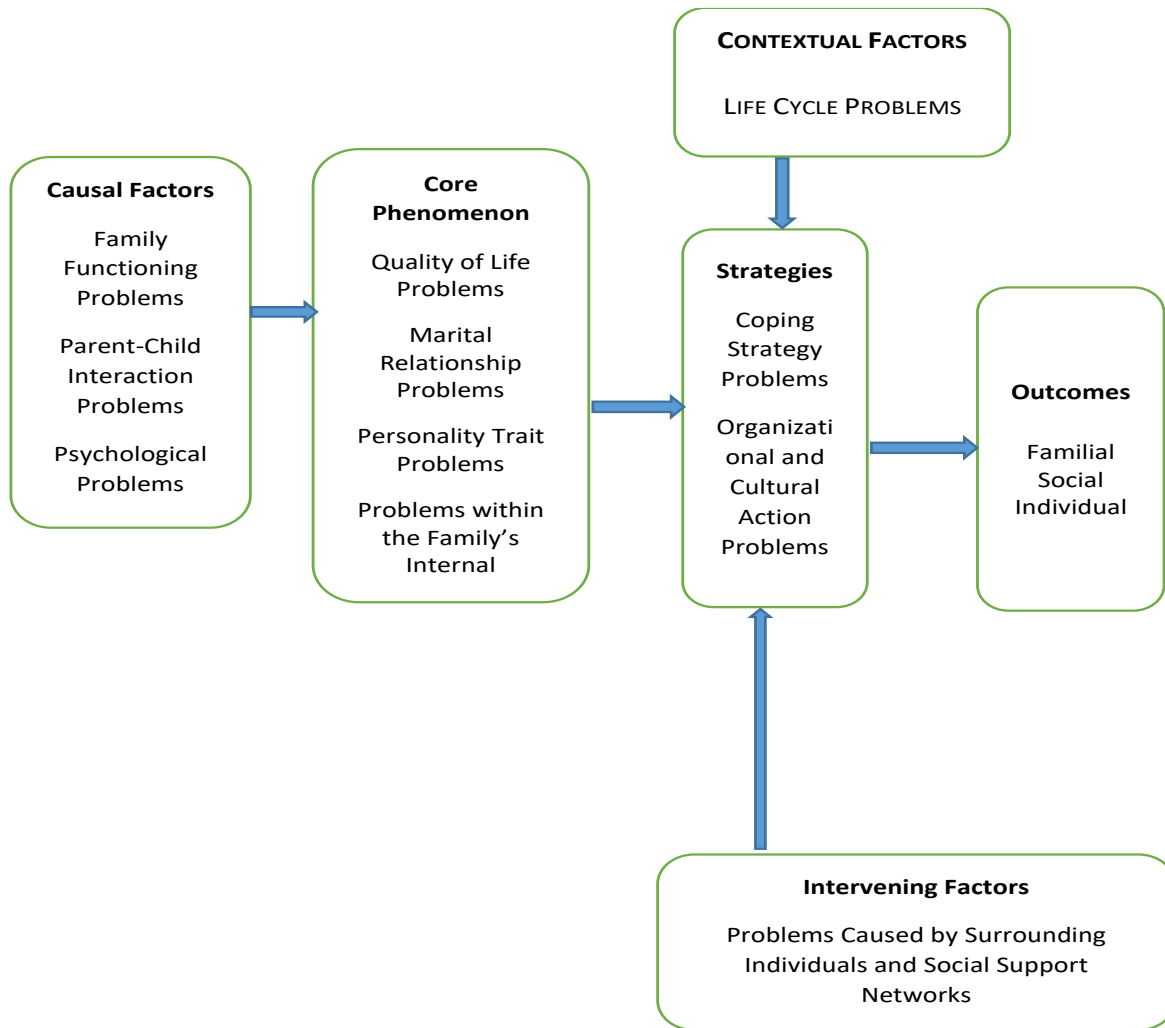 CONTEXTUAL FACTORS
LIFE CYCLE PROBLEMS
Causal Factors
Family
Functioning
Problems
Parent-Child
Interaction
Problems
Psychological
Problems
Core
Phenomenon
Quality of Life
Problems
Marital
Relationship
Problems
Personality Trait
Problems
Problems within
the Family’s
Internal
Strategies
Coping
Strategy
Problems
Organizati
onal and
Cultural
Action
Problems
Outcomes
Familial
Social
Individual
Intervening Factors
Problems Caused by Surrounding
Individuals and Social Support
Networks